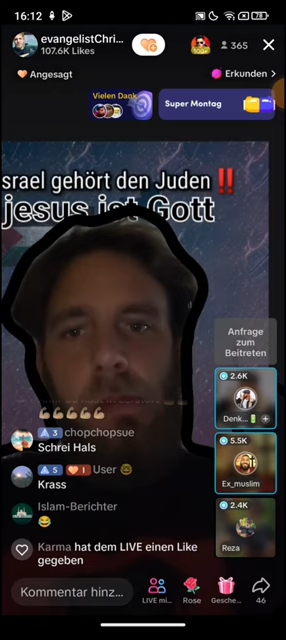 16:12
78
evangelistChri...
107.6K Likes
365
Angesagt
Erkunden >
Vielen Dank
Super Montag
srael gehört den Juden‼️
jesus ist Gott
Anfrage
zum
Beitreten
2.6K
Denk...
5.5K
Ex_muslim
2.4K
Reza
💪💪💪💪💪
3 chopchopsue
Schrei Hals
5 1 User 🤓
Krass
Islam-Berichter
😂
Karma hat dem LIVE einen Like
gegeben
Kommentar hinz...
LIVE mi...
Rose
Gesche...
46